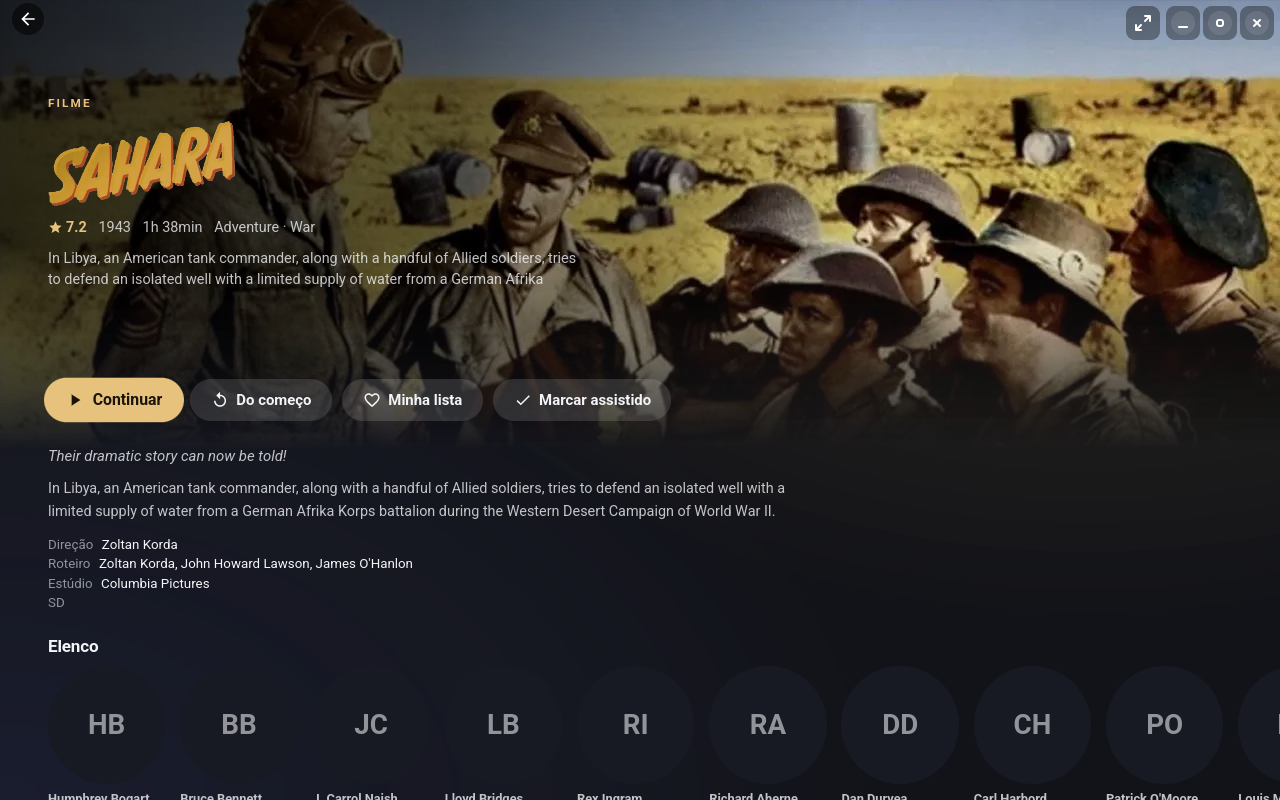 FILME
SAHARA
7.2 1943 1h 38min Adventure · War
In Libya, an American tank commander, along with a handful of Allied soldiers, tries
to defend an isolated well with a limited supply of water from a German Afrika
Continuar Do começo Minha lista Marcar assistido
Their dramatic story can now be told!
In Libya, an American tank commander, along with a handful of Allied soldiers, tries to defend an isolated well with a
limited supply of water from a German Afrika Korps battalion during the Western Desert Campaign of World War II.
Direção Zoltan Korda
Roteiro Zoltan Korda, John Howard Lawson, James O'Hanlon
Estúdio Columbia Pictures
SD
Elenco
HB BB JC LB RI RA DD CH PO
Humphrey Bogart Bruce Bennett J. Carrol Naish Lloyd Bridges Rex Ingram Richard Aherne Dan Duryea Carl Harbord Patrick O'Moore Louis